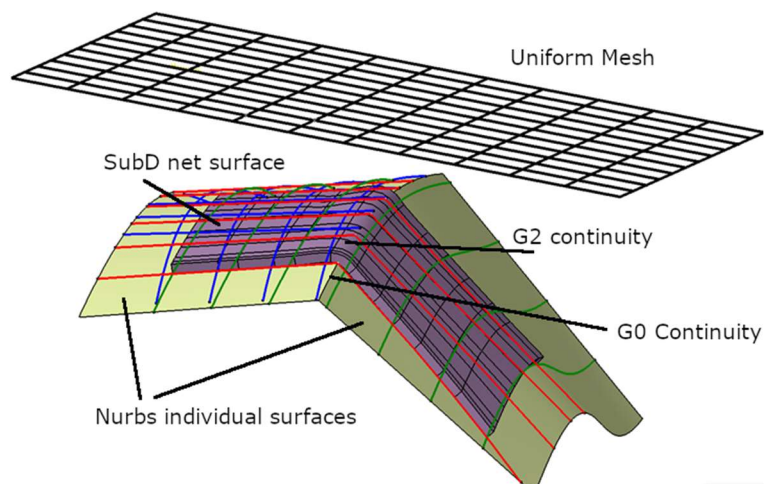 Uniform Mesh
SubD net surface
G2 continuity
G0 Continuity
Nurbs individual surfaces